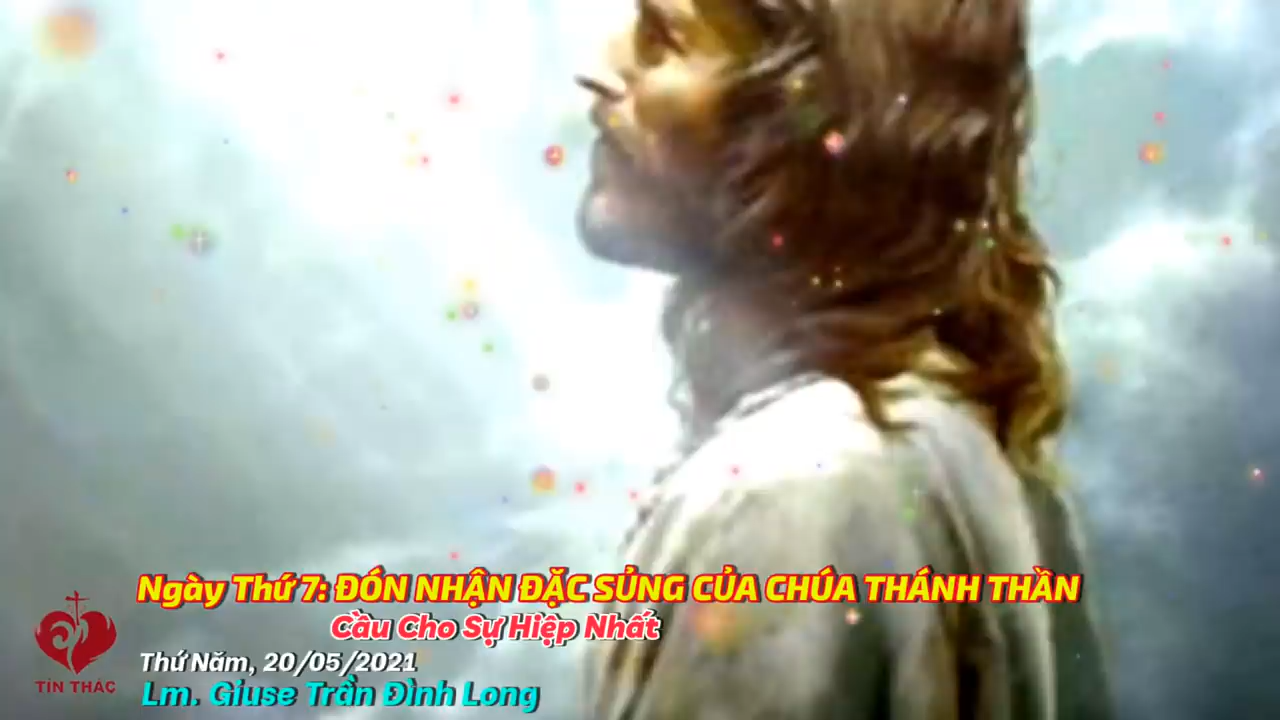 Ngày Thứ 7: ĐÓN NHẬN ĐẶC SỦNG CỦA CHÚA THÁNH THẦN
Cầu Cho Sự Hiệp Nhất
Thứ Năm, 20/05/2021
Lm. Giuse Trần Đình Long
TÍN THÁC